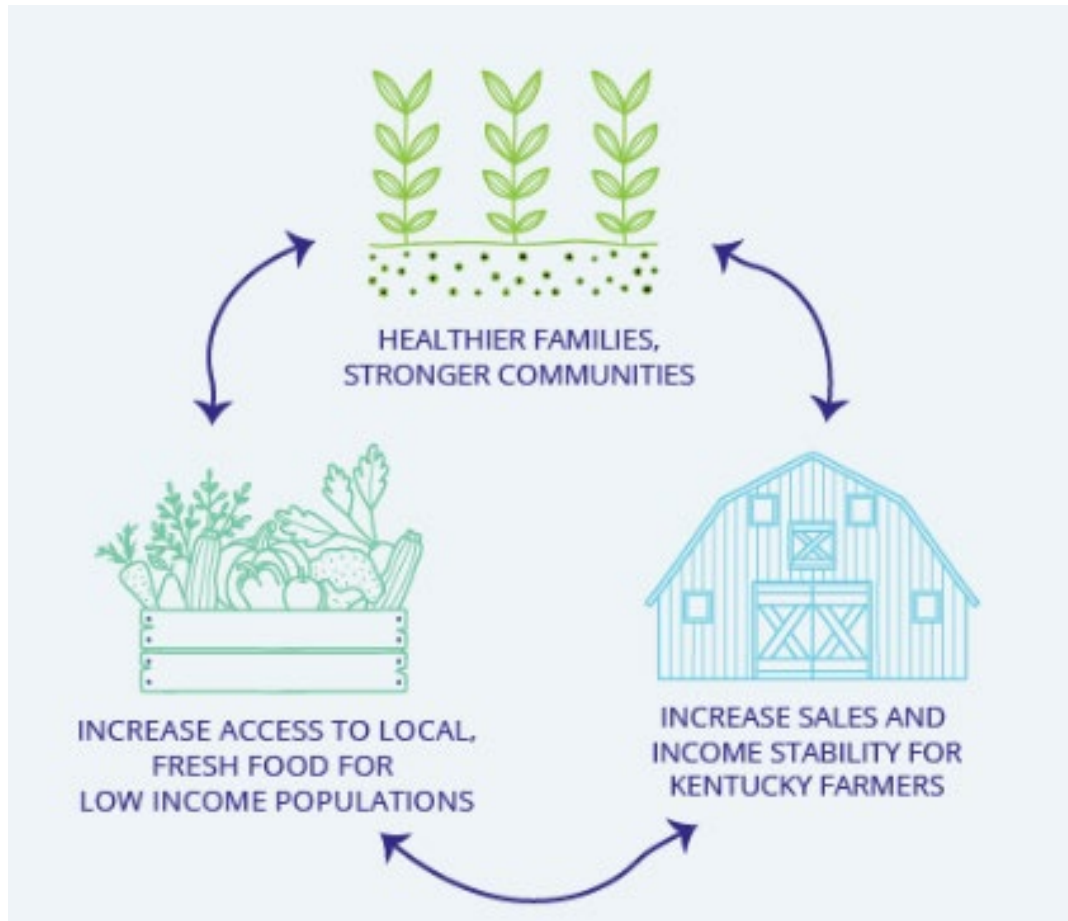 HEALTHIER FAMILIES,
STRONGER COMMUNITIES
INCREASE ACCESS TO LOCAL,
FRESH FOOD FOR
LOW INCOME POPULATIONS
INCREASE SALES AND
INCOME STABILITY FOR
KENTUCKY FARMERS